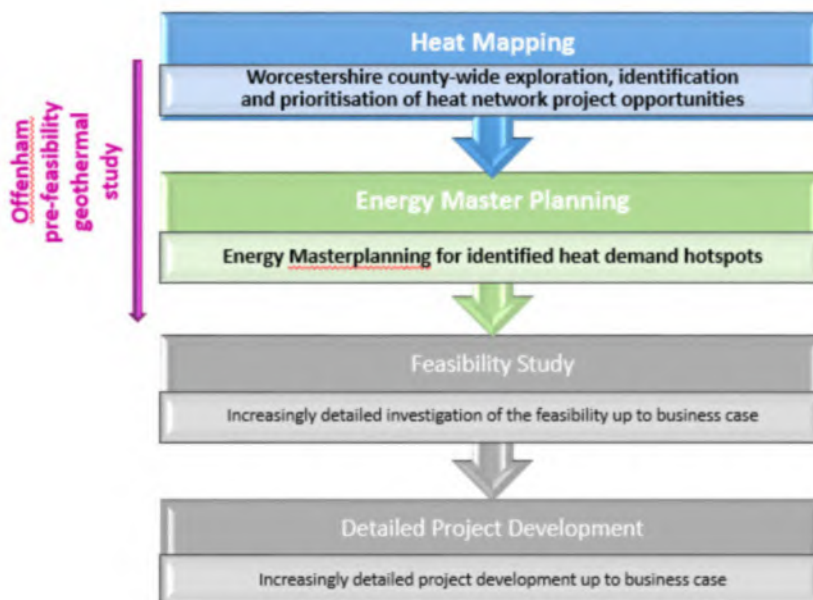 Heat Mapping
Worcestershire county-wide exploration, identification
and prioritisation of heat network project opportunities
Offenham
pre-feasibility
geothermal
study
Energy Master Planning
Energy Masterplanning for identified heat demand hotspots
Feasibility Study
Increasingly detailed investigation of the feasibility up to business case
Detailed Project Development
Increasingly detailed project development up to business case